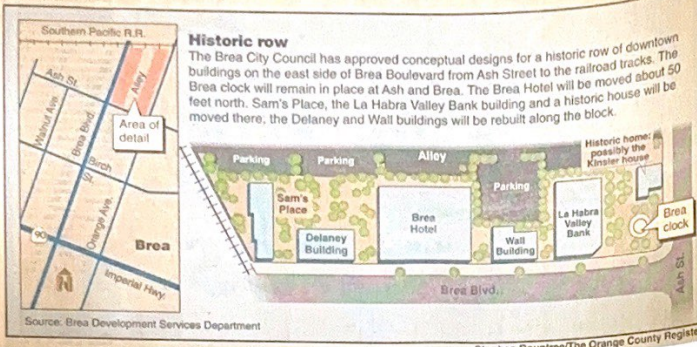 Southern Pacific R.R.
Ash St.
Alley
Walnut Ave.
Brea Blvd.
Area of
detail
Birch
St.
Orange Ave.
90
Brea
Imperial Hwy.
N
Source: Brea Development Services Department
Historic row
The Brea City Council has approved conceptual designs for a historic row of downtown
buildings on the east side of Brea Boulevard from Ash Street to the railroad tracks. The
Brea clock will remain in place at Ash and Brea. The Brea Hotel will be moved about 50
feet north. Sam's Place, the La Habra Valley Bank building and a historic house will be
moved there, the Delaney and Wall buildings will be rebuilt along the block.
Parking
Parking
Alley
Historic home:
possibly the
Kinsler house
Parking
Sam's
Place
Delaney
Building
Brea
Hotel
Wall
Building
La Habra
Valley
Bank
Brea
clock
Brea Blvd.
Ash St.
/The Orange County Register